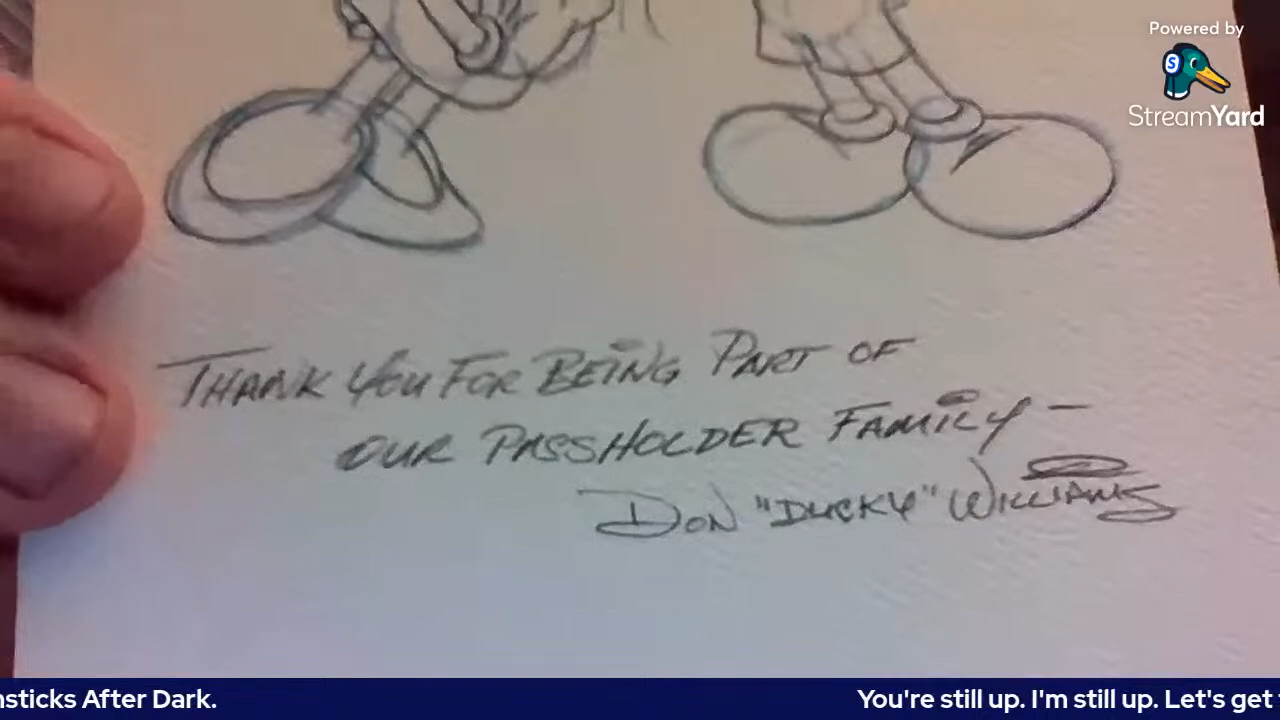 Powered by
S
StreamYard
THANK YOU FOR BEING PART OF
OUR PASSHOLDER FAMILY -
DON "DUCKY" WILLIAMS
nsticks After Dark.
You're still up. I'm still up. Let's get